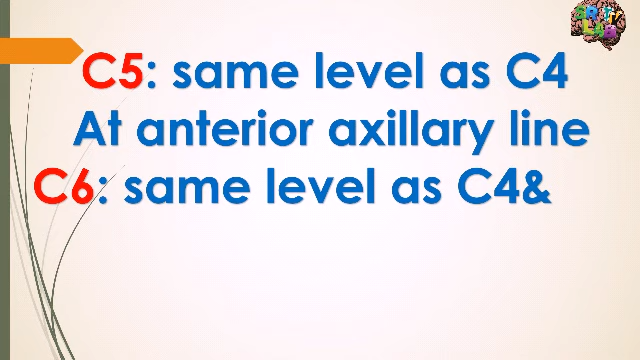 C5: same level as C4
At anterior axillary line
C6: same level as C4&